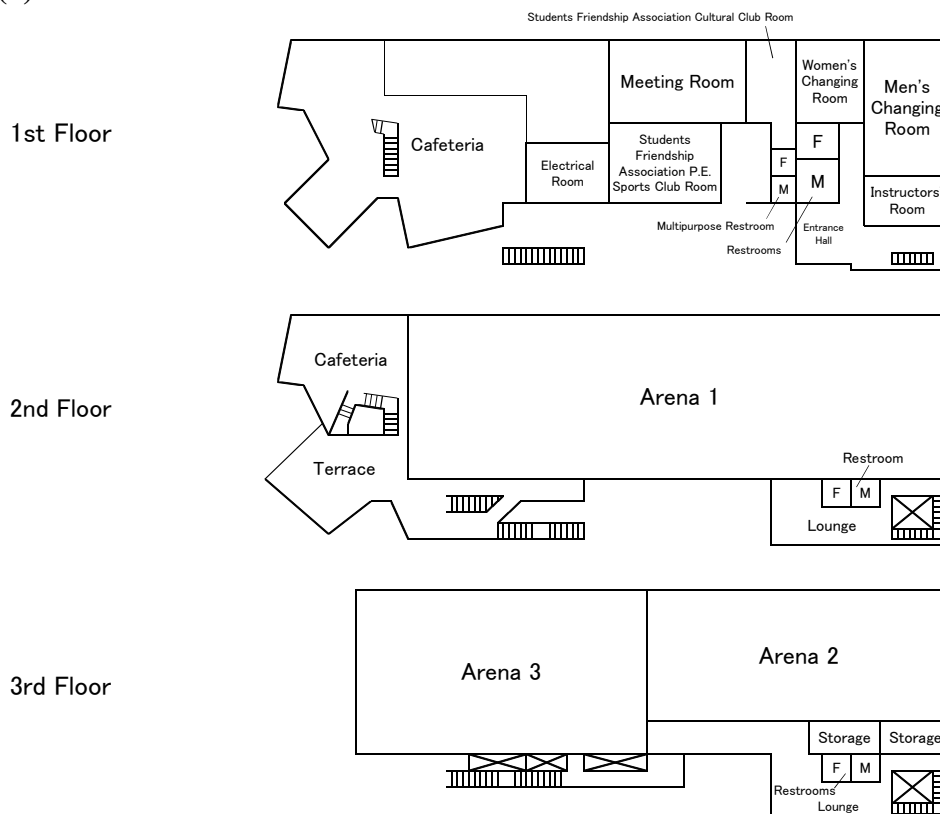 Students Friendship Association Cultural Club Room
1st Floor
Meeting Room
Women's
Changing
Room
Men's
Changing
Room
Cafeteria
Electrical
Room
Students
Friendship
Association P.E.
Sports Club Room
F
M
F
M
Instructors
Room
Multipurpose Restroom
Restrooms
Entrance
Hall
2nd Floor
Cafeteria
Arena 1
Terrace
Restroom
F
M
Lounge
3rd Floor
Arena 3
Arena 2
Storage
Storage
F
M
Restrooms
Lounge